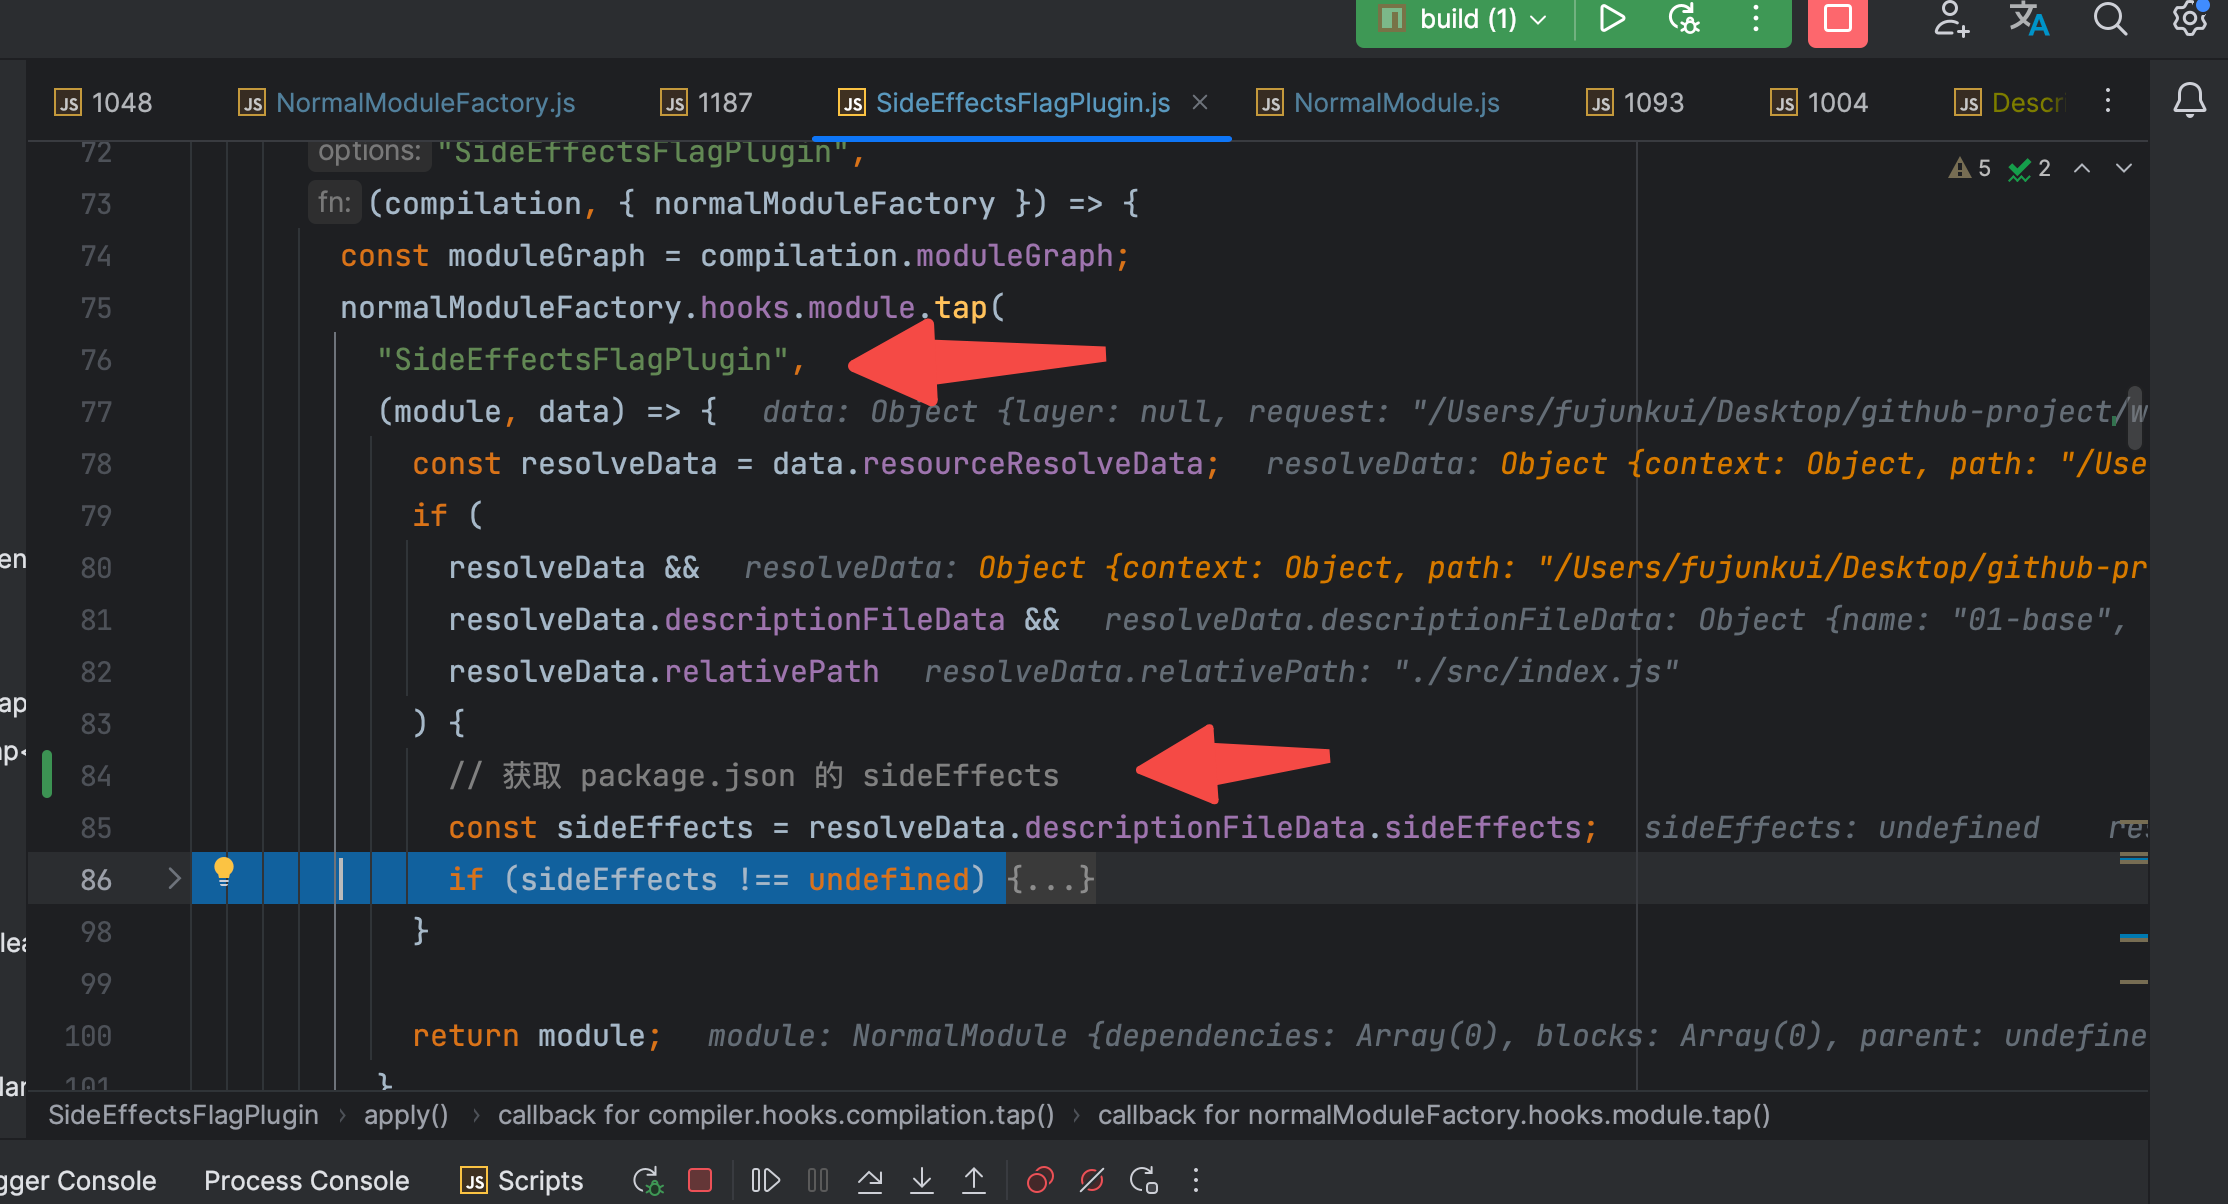 build (1)
1048
NormalModuleFactory.js
1187
SideEffectsFlagPlugin.js
NormalModule.js
1093
1004
Descr
72 options: "SideEffectsFlagPlugin",
5 2
73 fn: (compilation, { normalModuleFactory }) => {
74 const moduleGraph = compilation.moduleGraph;
75 normalModuleFactory.hooks.module.tap(
76 "SideEffectsFlagPlugin",
77 (module, data) => { data: Object {layer: null, request: "/Users/fujunkui/Desktop/github-project/w
78 const resolveData = data.resourceResolveData; resolveData: Object {context: Object, path: "/Use
79 if (
80 resolveData && resolveData: Object {context: Object, path: "/Users/fujunkui/Desktop/github-pr
81 resolveData.descriptionFileData && resolveData.descriptionFileData: Object {name: "01-base",
82 resolveData.relativePath resolveData.relativePath: "./src/index.js"
83 ) {
84 // 获取 package.json 的 sideEffects
85 const sideEffects = resolveData.descriptionFileData.sideEffects; sideEffects: undefined res
86 if (sideEffects !== undefined) {...}
98 }
99
100 return module; module: NormalModule {dependencies: Array(0), blocks: Array(0), parent: undefine
101 }
SideEffectsFlagPlugin › apply() › callback for compiler.hooks.compilation.tap() › callback for normalModuleFactory.hooks.module.tap()
gger Console
Process Console
Scripts